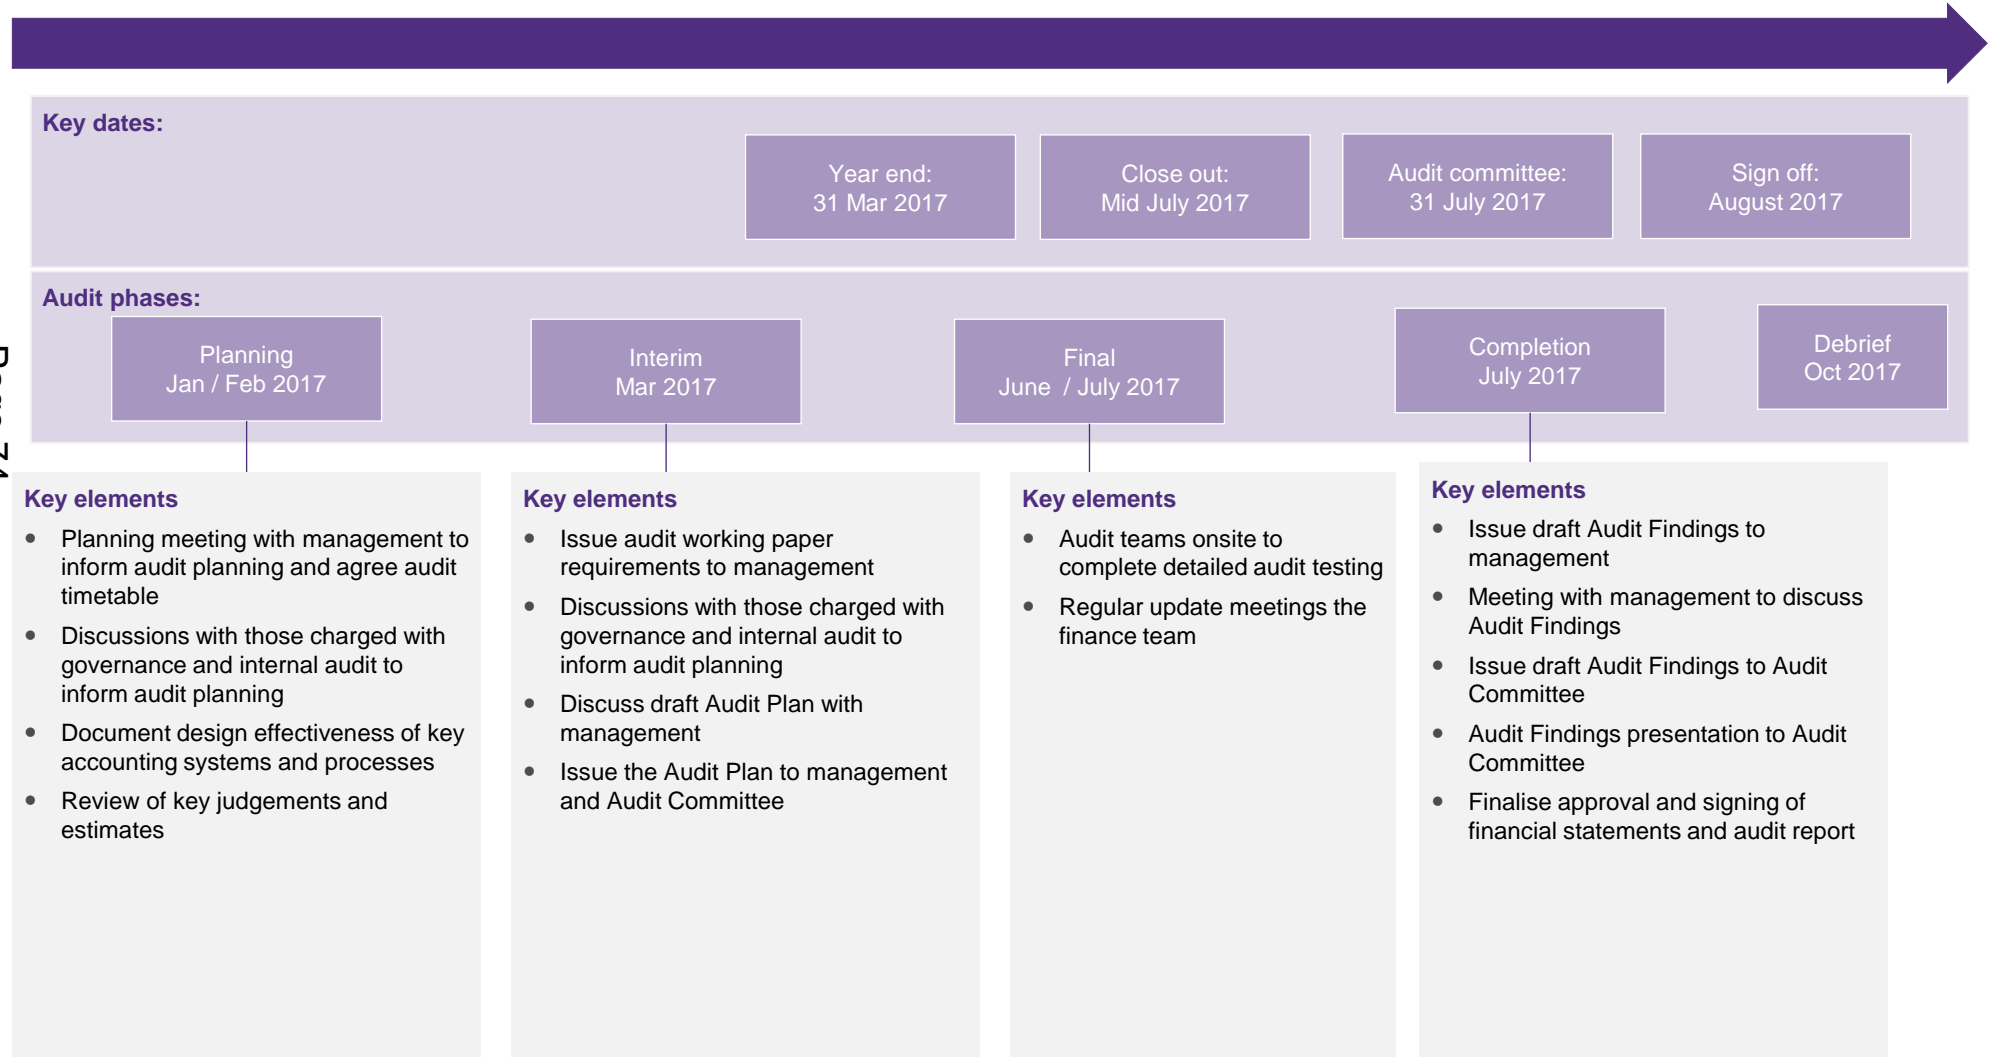 Key dates:
Year end:
31 Mar 2017
Close out:
Mid July 2017
Audit committee:
31 July 2017
Sign off:
August 2017
Audit phases:
Planning
Jan / Feb 2017
Interim
Mar 2017
Final
June / July 2017
Completion
July 2017
Debrief
Oct 2017
Key elements
• Planning meeting with management to
inform audit planning and agree audit
timetable
• Discussions with those charged with
governance and internal audit to
inform audit planning
• Document design effectiveness of key
accounting systems and processes
• Review of key judgements and
estimates
Key elements
• Issue audit working paper
requirements to management
• Discussions with those charged with
governance and internal audit to
inform audit planning
• Discuss draft Audit Plan with
management
• Issue the Audit Plan to management
and Audit Committee
Key elements
• Audit teams onsite to
complete detailed audit testing
• Regular update meetings the
finance team
Key elements
• Issue draft Audit Findings to
management
• Meeting with management to discuss
Audit Findings
• Issue draft Audit Findings to Audit
Committee
• Audit Findings presentation to Audit
Committee
• Finalise approval and signing of
financial statements and audit report